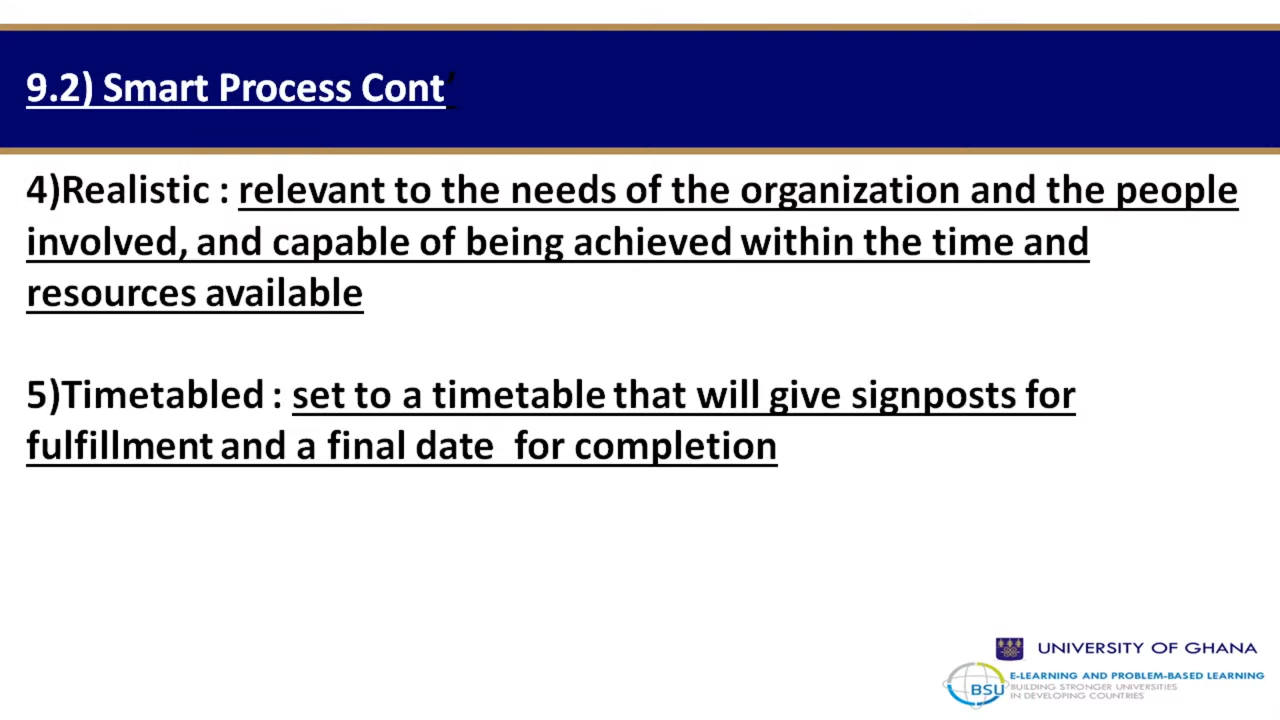 9.2) Smart Process Cont’
4)Realistic : relevant to the needs of the organization and the people
involved, and capable of being achieved within the time and
resources available
5)Timetabled : set to a timetable that will give signposts for
fulfillment and a final date for completion
UNIVERSITY OF GHANA
BSU
E-LEARNING AND PROBLEM-BASED LEARNING
BUILDING STRONGER UNIVERSITIES
IN DEVELOPING COUNTRIES